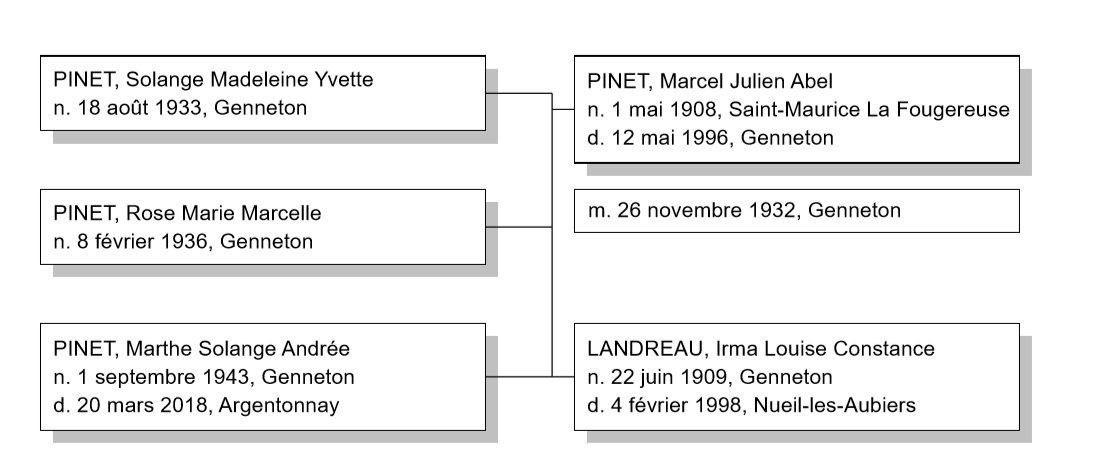 PINET, Solange Madeleine Yvette
n. 18 août 1933, Genneton
PINET, Rose Marie Marcelle
n. 8 février 1936, Genneton
PINET, Marthe Solange Andrée
n. 1 septembre 1943, Genneton
d. 20 mars 2018, Argentonnay
PINET, Marcel Julien Abel
n. 1 mai 1908, Saint-Maurice La Fougereuse
d. 12 mai 1996, Genneton
m. 26 novembre 1932, Genneton
LANDREAU, Irma Louise Constance
n. 22 juin 1909, Genneton
d. 4 février 1998, Nueil-les-Aubiers